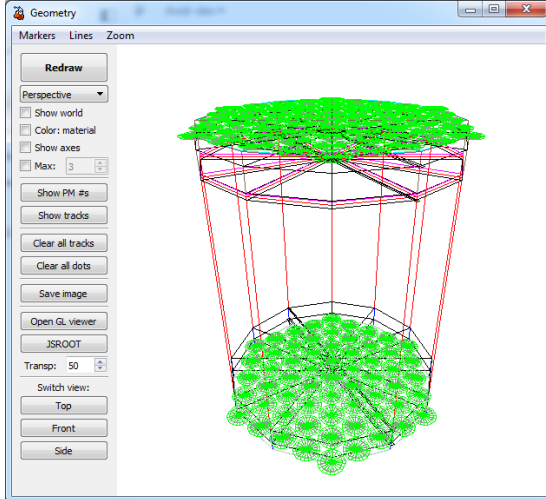 Geometry
Markers Lines Zoom
Redraw
Perspective
Show world
Color: material
Show axes
Max: 3
Show PM #s
Show tracks
Clear all tracks
Clear all dots
Save image
Open GL viewer
JSROOT
Transp: 50
Switch view:
Top
Front
Side